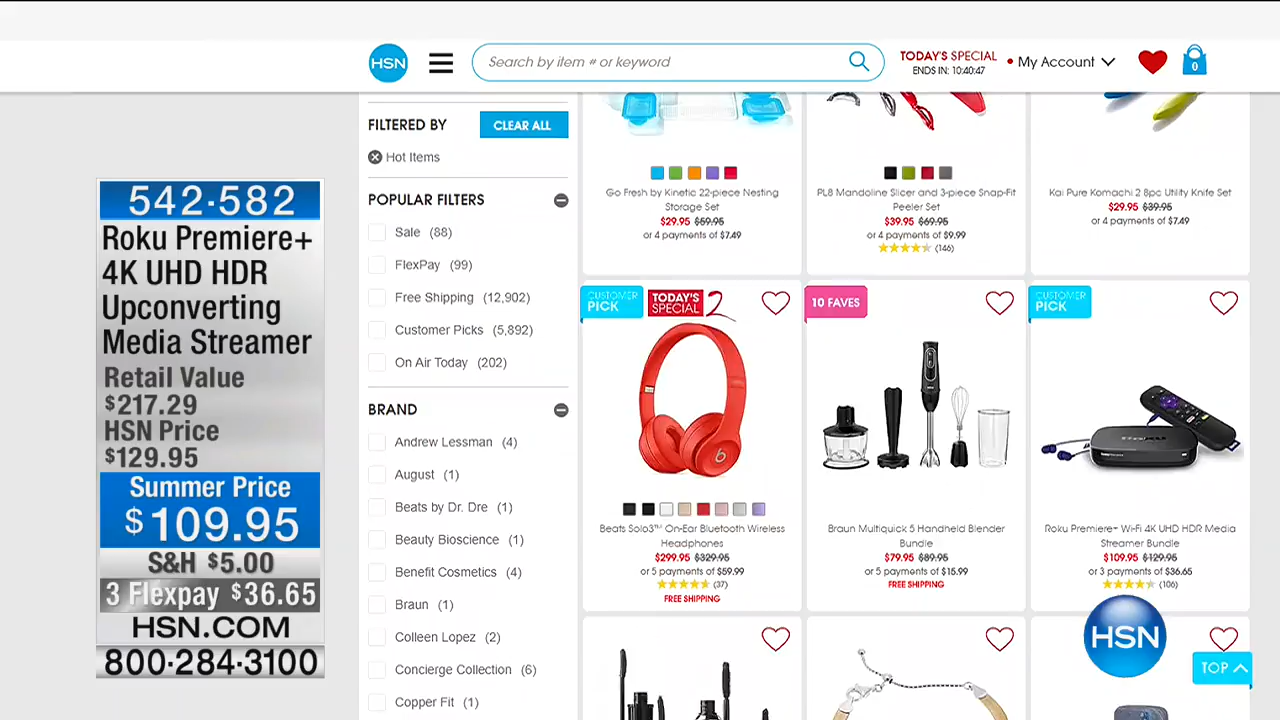 HSN
Search by item # or keyword
TODAY'S SPECIAL
ENDS IN: 10:40:47
My Account
0
542-582
Roku Premiere+
4K UHD HDR
Upconverting
Media Streamer
Retail Value
$217.29
HSN Price
$129.95
Summer Price
$109.95
S&H $5.00
3 Flexpay $36.65
HSN.COM
800-284-3100
FILTERED BY
CLEAR ALL
Hot Items
POPULAR FILTERS
Sale (88)
FlexPay (99)
Free Shipping (12,902)
Customer Picks (5,892)
On Air Today (202)
BRAND
Andrew Lessman (4)
August (1)
Beats by Dr. Dre (1)
Beauty Bioscience (1)
Benefit Cosmetics (4)
Braun (1)
Colleen Lopez (2)
Concierge Collection (6)
Copper Fit (1)
Go Fresh by Kinetic 22-piece Nesting
Storage Set
$29.95 $59.95
or 4 payments of $7.49
PL8 Mandoline Slicer and 3-piece Snap-Fit
Peeler Set
$39.95 $69.95
or 4 payments of $9.99
(146)
Kai Pure Komachi 2 8pc Utility Knife Set
$29.95 $39.95
or 4 payments of $7.49
CUSTOMER
PICK
TODAY'S
SPECIAL 2
Beats Solo3™ On-Ear Bluetooth Wireless
Headphones
$299.95 $329.95
or 5 payments of $59.99
(37)
FREE SHIPPING
10 FAVES
Braun Multiquick 5 Handheld Blender
Bundle
$79.95 $89.95
or 5 payments of $15.99
FREE SHIPPING
CUSTOMER
PICK
Roku
Roku Premiere+ Wi-Fi 4K UHD HDR Media
Streamer Bundle
$109.95 $129.95
or 3 payments of $36.65
(106)
HSN
TOP